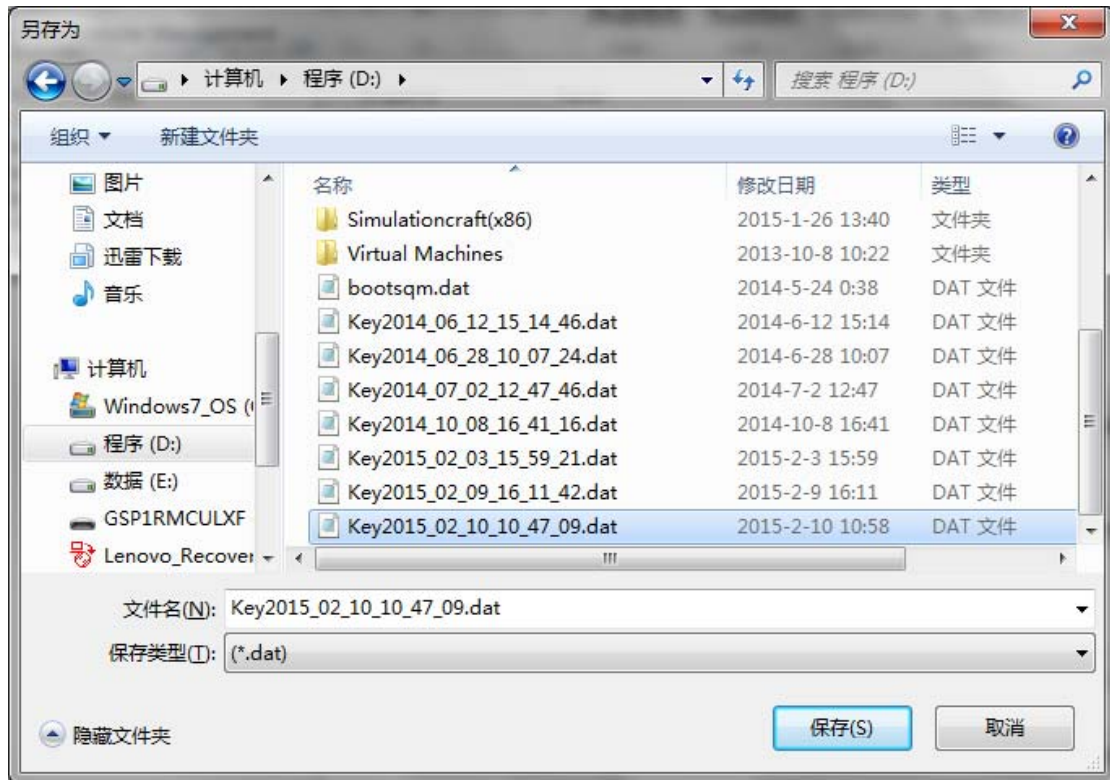 另存为
计算机 程序 (D:)
搜索 程序 (D:)
组织 新建文件夹
图片
文档
迅雷下载
音乐
计算机
Windows7_OS (
程序 (D:)
数据 (E:)
GSP1RMCULXF
Lenovo_Recover
名称 修改日期 类型
Simulationcraft(x86) 2015-1-26 13:40 文件夹
Virtual Machines 2013-10-8 10:22 文件夹
bootsqm.dat 2014-5-24 0:38 DAT 文件
Key2014_06_12_15_14_46.dat 2014-6-12 15:14 DAT 文件
Key2014_06_28_10_07_24.dat 2014-6-28 10:07 DAT 文件
Key2014_07_02_12_47_46.dat 2014-7-2 12:47 DAT 文件
Key2014_10_08_16_41_16.dat 2014-10-8 16:41 DAT 文件
Key2015_02_03_15_59_21.dat 2015-2-3 15:59 DAT 文件
Key2015_02_09_16_11_42.dat 2015-2-9 16:11 DAT 文件
Key2015_02_10_10_47_09.dat 2015-2-10 10:58 DAT 文件
文件名(N): Key2015_02_10_10_47_09.dat
保存类型(T): (*.dat)
隐藏文件夹
保存(S) 取消